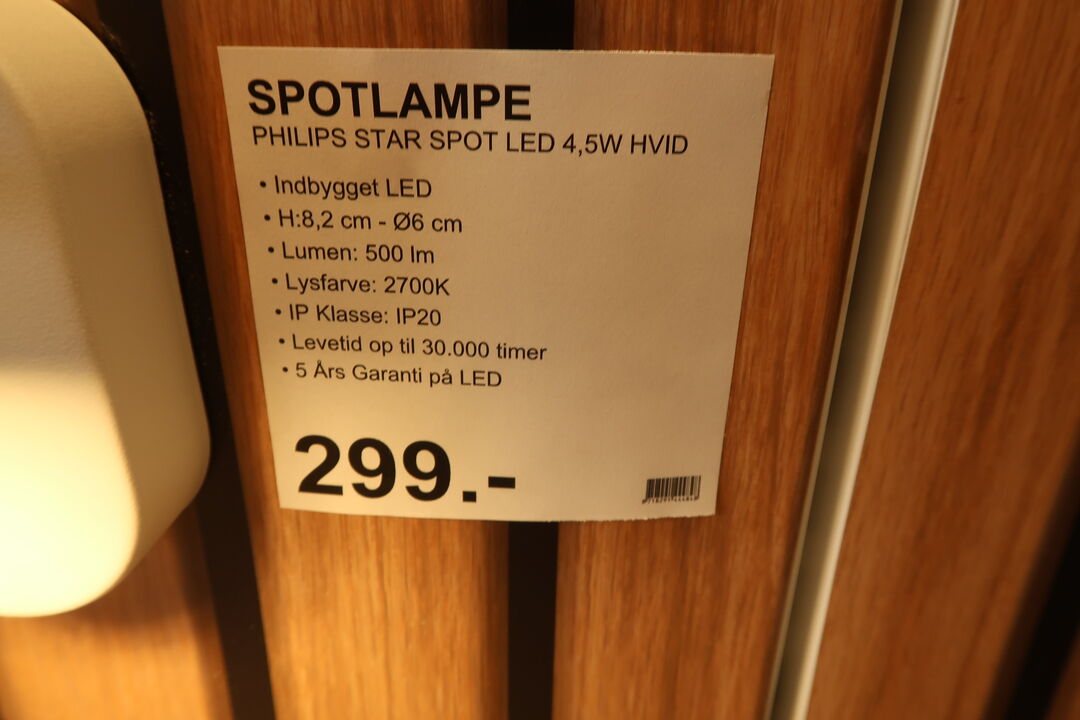 SPOTLAMPE
PHILIPS STAR SPOT LED 4,5W HVID
• Indbygget LED
• H:8,2 cm - Ø6 cm
• Lumen: 500 lm
• Lysfarve: 2700K
• IP Klasse: IP20
• Levetid op til 30.000 timer
• 5 Års Garanti på LED
299.-